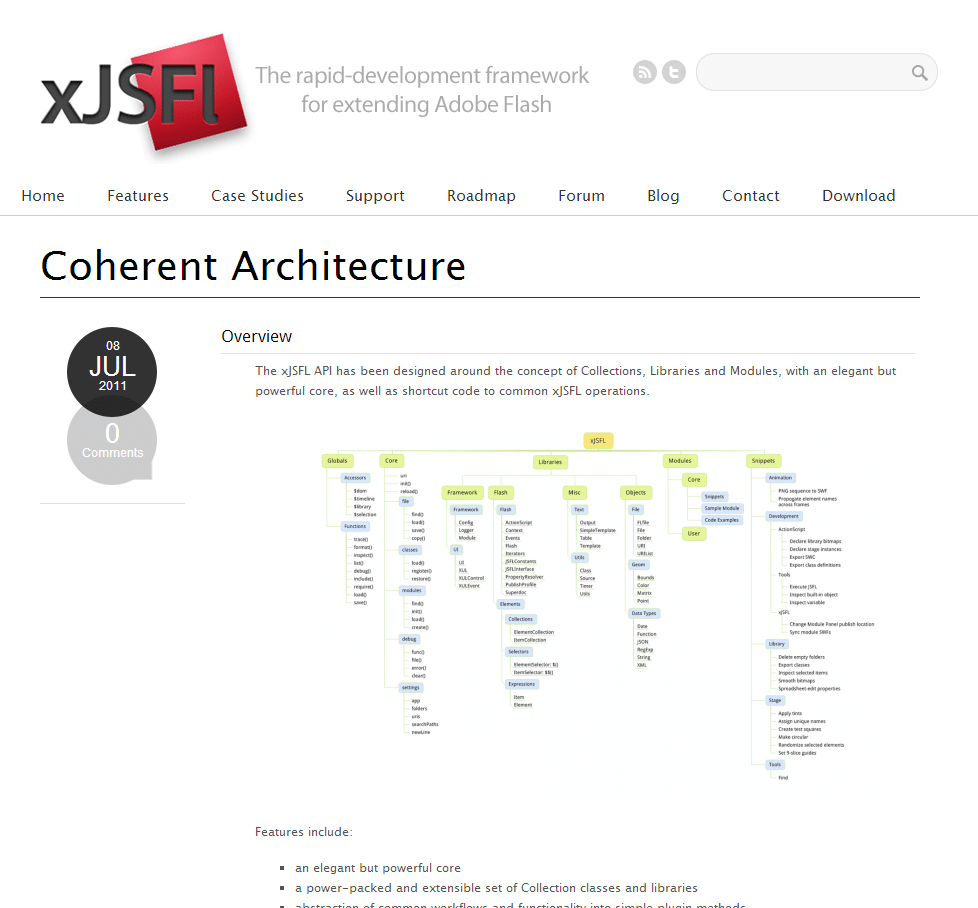 xJSFl
The rapid-development framework
for extending Adobe Flash
Home Features Case Studies Support Roadmap Forum Blog Contact Download
Coherent Architecture
08
JUL
2011
0
Comments
Overview
The xJSFL API has been designed around the concept of Collections, Libraries and Modules, with an elegant but
powerful core, as well as shortcut code to common xJSFL operations.
xJSFL
Globals
Accessors
$dom
$timeline
$library
$selection
Functions
trace()
format()
inspect()
list()
debug()
include()
require()
load()
save()
Core
uri
init()
reload()
file
find()
load()
save()
copy()
classes
load()
register()
restore()
modules
find()
init()
load()
create()
debug
func()
file()
error()
clear()
settings
app
folders
uris
searchPaths
newLine
Libraries
Framework
Framework
Config
Logger
Module
UI
UI
XUL
XULControl
XULEvent
Flash
Flash
ActionScript
Context
Events
Flash
Iterators
JSFLConstants
JSFLInterface
PropertyResolver
PublishProfile
Superdoc
Elements
Collections
ElementCollection
ItemCollection
Selectors
ElementSelector: $()
ItemSelector: $$()
Expressions
Item
Element
Misc
Text
Output
SimpleTemplate
Table
Template
Utils
Class
Source
Timer
Utils
Objects
File
FLfile
File
Folder
URI
URIList
Geom
Bounds
Color
Matrix
Point
Data Types
Date
Function
JSON
RegExp
String
XML
Modules
Core
Snippets
Sample Module
Code Examples
User
Snippets
Animation
PNG sequence to SWF
Propogate element names
across frames
Development
ActionScript
Declare library bitmaps
Declare stage instances
Export SWC
Export class definitions
Tools
Execute JSFL
Inspect built-in object
Inspect variable
xJSFL
Change Module Panel publish location
Sync module SWFs
Library
Delete empty folders
Export classes
Inspect selected items
Smooth bitmaps
Spreadsheet edit properties
Stage
Apply tints
Assign unique names
Create test squares
Make circular
Randomize selected elements
Set 9-slice guides
Tools
Find
Features include:
an elegant but powerful core
a power-packed and extensible set of Collection classes and libraries
abstraction of common workflows and functionality into simple plugin methods